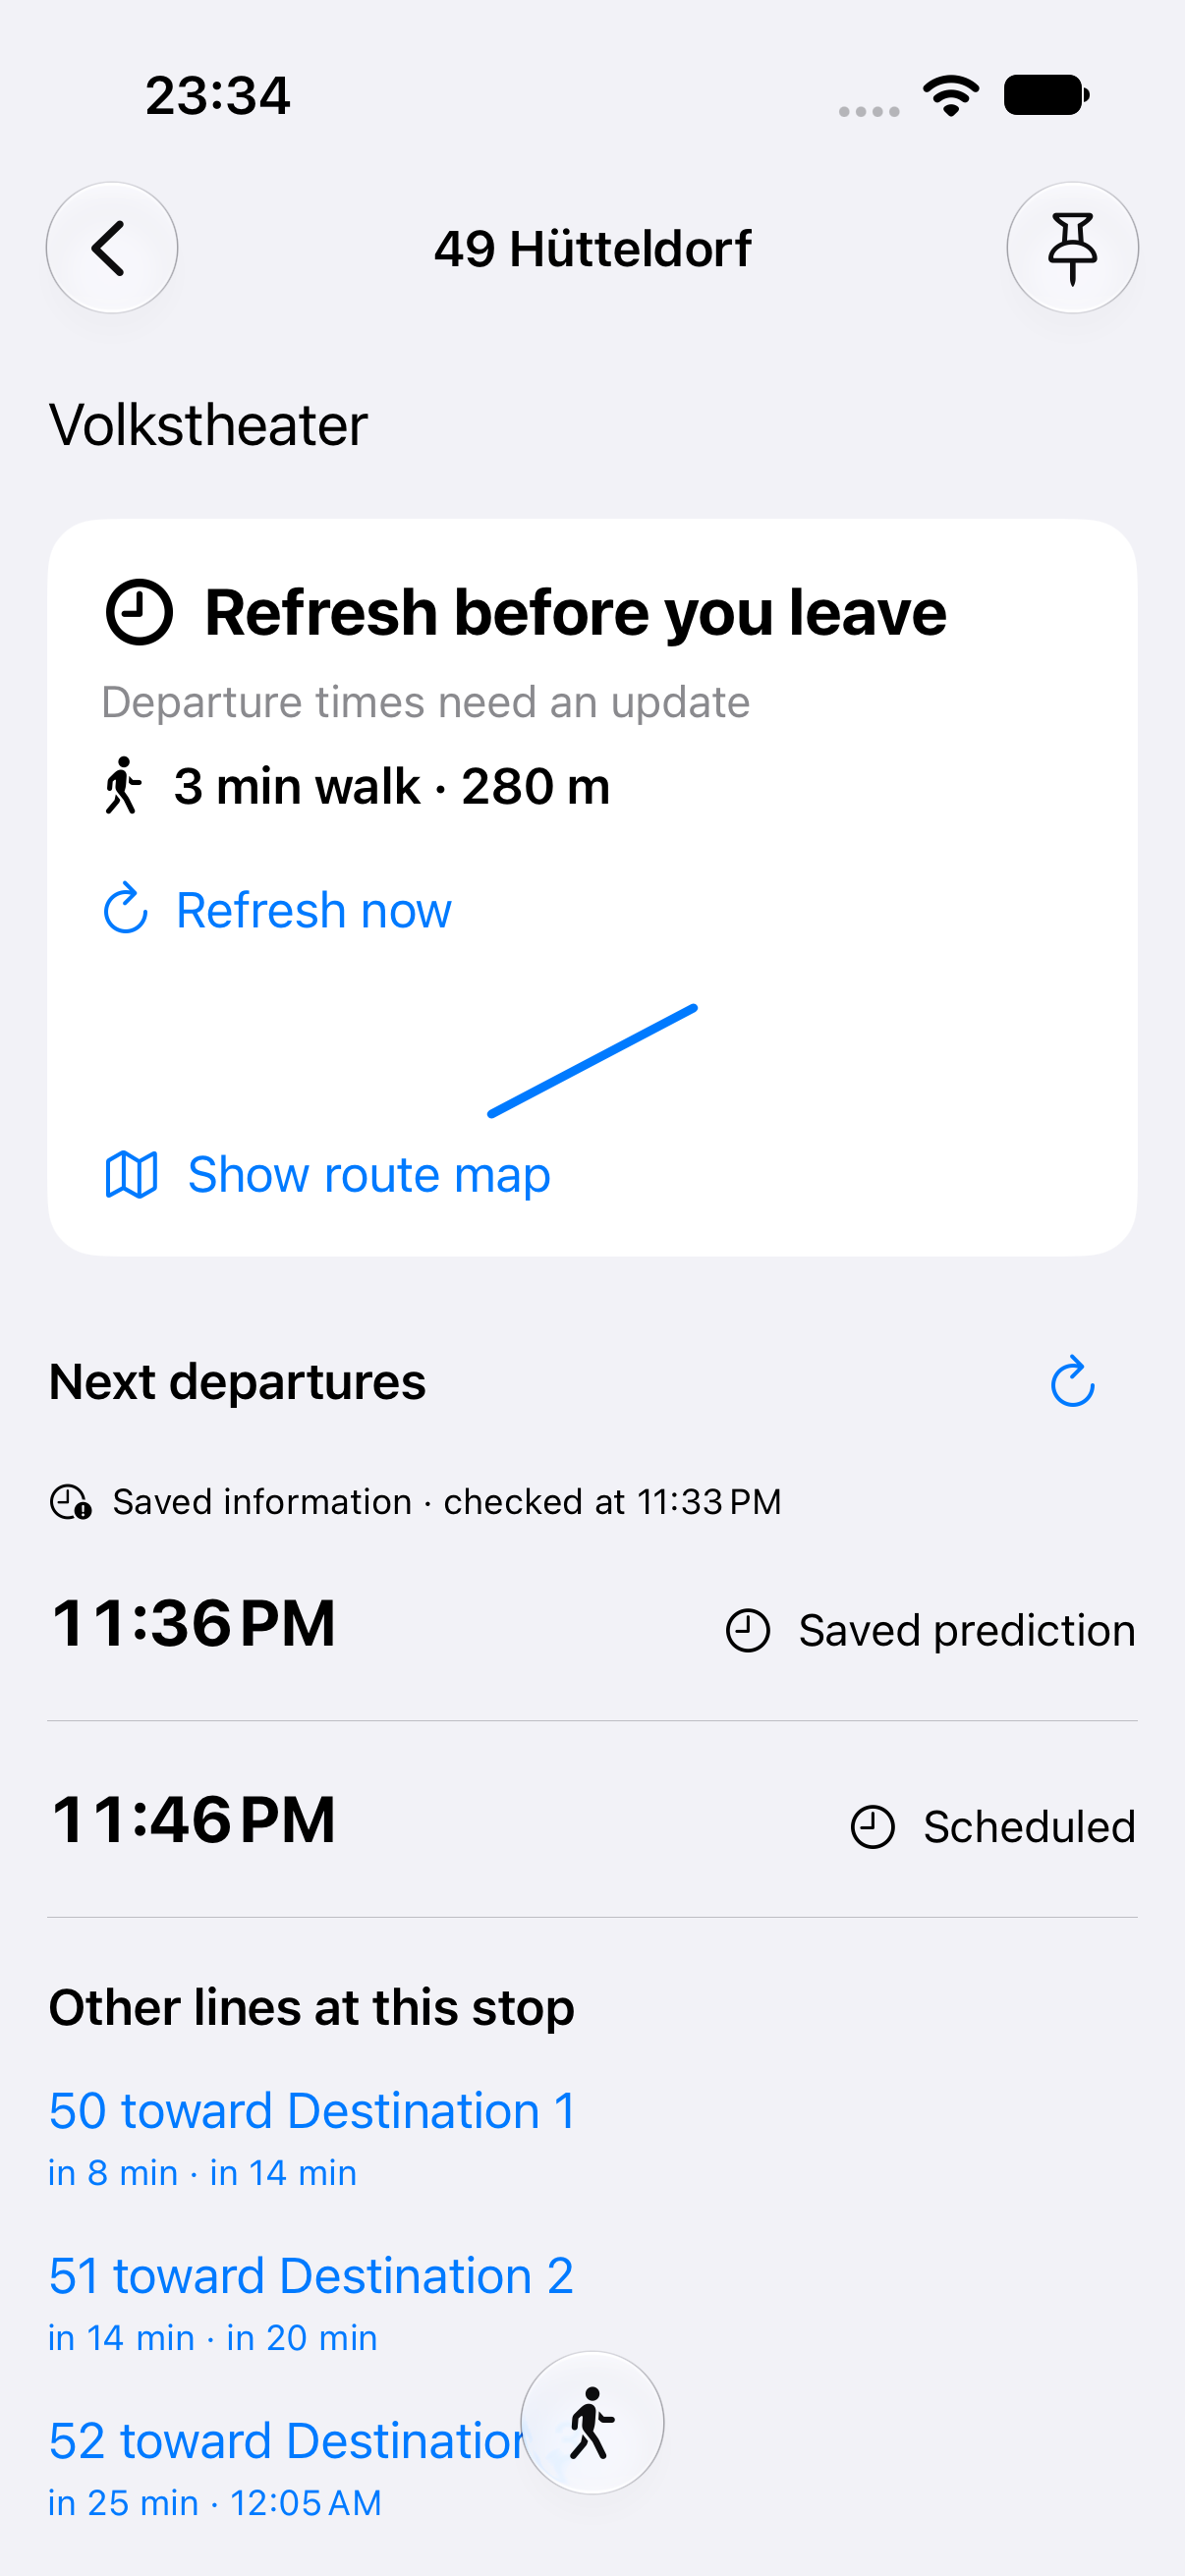 23:34
49 Hütteldorf
Volkstheater
Refresh before you leave
Departure times need an update
3 min walk · 280 m
Refresh now
Show route map
Next departures
Saved information · checked at 11:33 PM
11:36 PM
Saved prediction
11:46 PM
Scheduled
Other lines at this stop
50 toward Destination 1
in 8 min · in 14 min
51 toward Destination 2
in 14 min · in 20 min
52 toward Destination
in 25 min · 12:05 AM